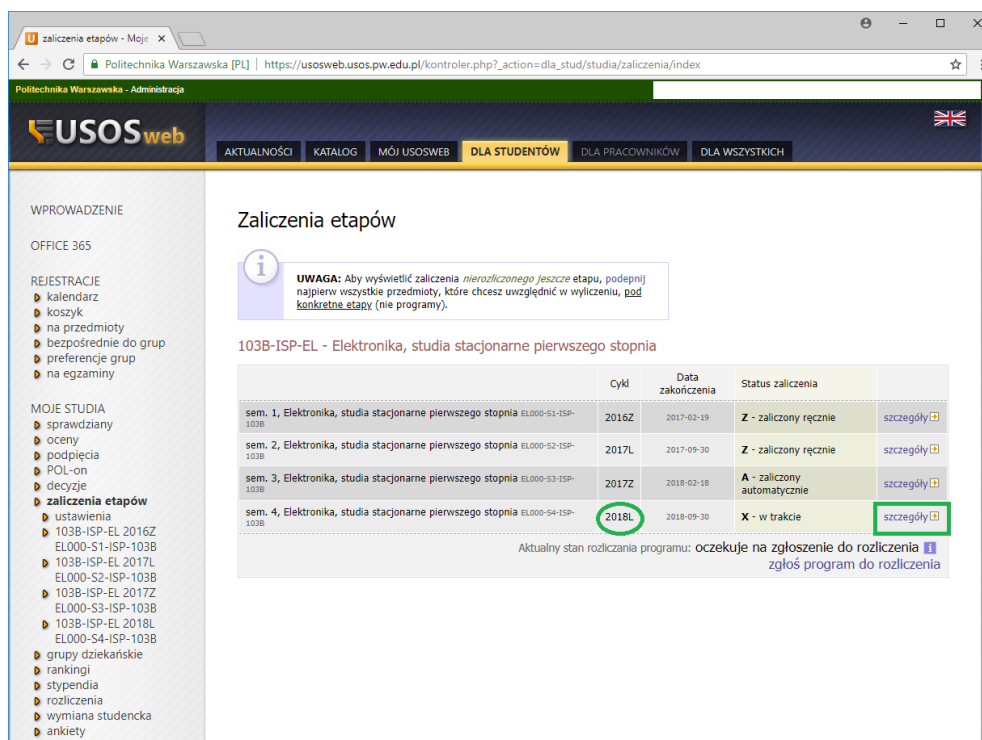 zaliczenia etapów - Moje
Politechnika Warszawska [PL] | https://usosweb.usos.pw.edu.pl/kontroler.php?_action=dla_stud/studia/zaliczenia/index
Politechnika Warszawska - Administracja
USOSweb
AKTUALNOŚCI KATALOG MÓJ USOSWEB DLA STUDENTÓW DLA PRACOWNIKÓW DLA WSZYSTKICH
WPROWADZENIE
OFFICE 365
REJESTRACJE
kalendarz
koszyk
na przedmioty
bezpośrednie do grup
preferencje grup
na egzaminy
MOJE STUDIA
sprawdziany
oceny
podpięcia
POL-on
decyzje
zaliczenia etapów
ustawienia
103B-ISP-EL 2016Z
EL000-S1-ISP-103B
103B-ISP-EL 2017L
EL000-S2-ISP-103B
103B-ISP-EL 2017Z
EL000-S3-ISP-103B
103B-ISP-EL 2018L
EL000-S4-ISP-103B
grupy dziekańskie
rankingi
stypendia
rozliczenia
wymiana studencka
ankiety
Zaliczenia etapów
i
UWAGA: Aby wyświetlić zaliczenia nierozliczonego jeszcze etapu, podepnij
najpierw wszystkie przedmioty, które chcesz uwzględnić w wyliczeniu, pod
konkretne etapy (nie programy).
103B-ISP-EL - Elektronika, studia stacjonarne pierwszego stopnia
Cykl Data zakończenia Status zaliczenia
sem. 1, Elektronika, studia stacjonarne pierwszego stopnia EL000-S1-ISP-
103B 2016Z 2017-02-19 Z - zaliczony ręcznie szczegóły
sem. 2, Elektronika, studia stacjonarne pierwszego stopnia EL000-S2-ISP-
103B 2017L 2017-09-30 Z - zaliczony ręcznie szczegóły
sem. 3, Elektronika, studia stacjonarne pierwszego stopnia EL000-S3-ISP-
103B 2017Z 2018-02-18 A - zaliczony automatycznie szczegóły
sem. 4, Elektronika, studia stacjonarne pierwszego stopnia EL000-S4-ISP-
103B 2018L 2018-09-30 X - w trakcie szczegóły
Aktualny stan rozliczania programu: oczekuje na zgłoszenie do rozliczenia i
zgłoś program do rozliczenia